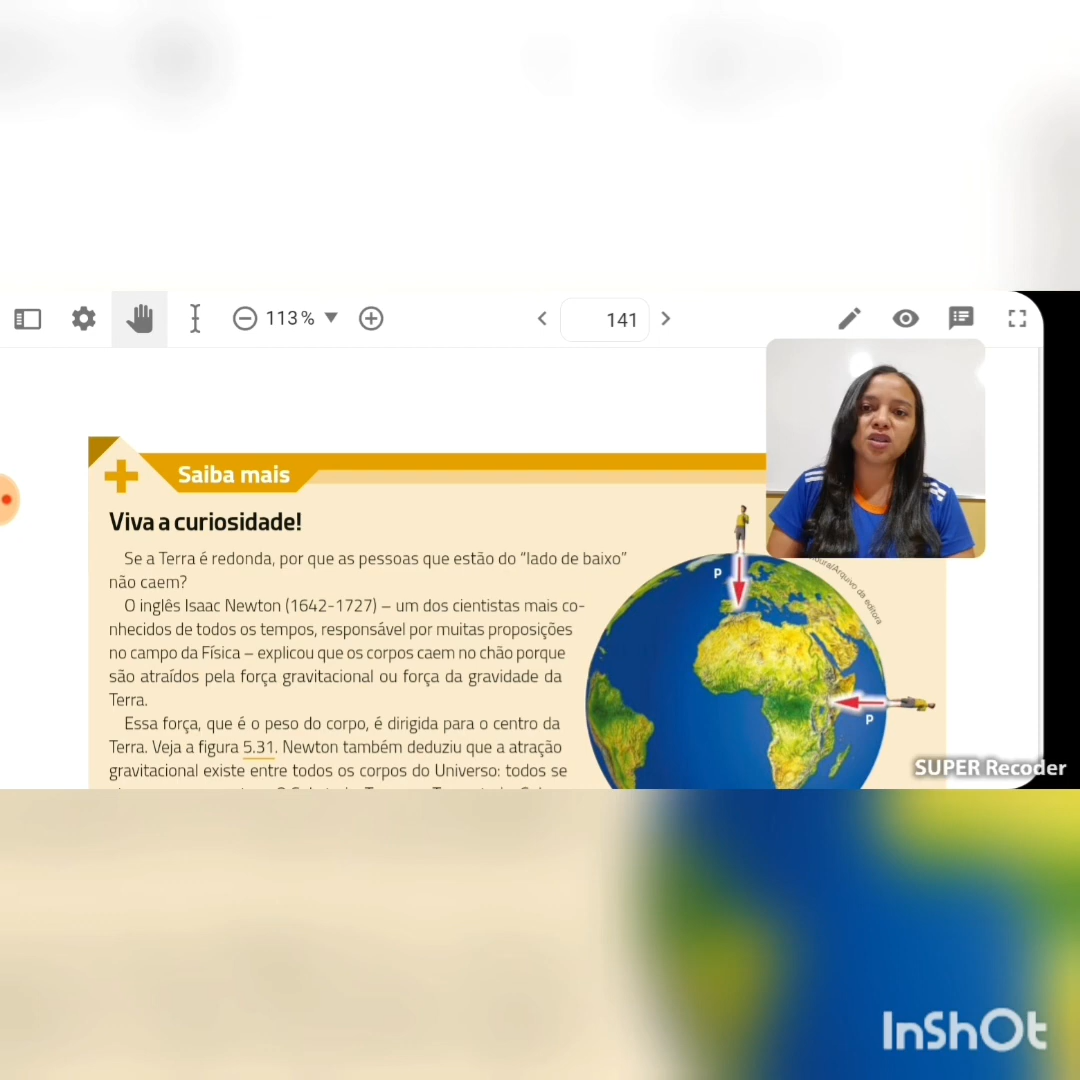 113%
141
Saiba mais
Viva a curiosidade!
Se a Terra é redonda, por que as pessoas que estão do “lado de baixo”
não caem?
O inglês Isaac Newton (1642-1727) – um dos cientistas mais co-
nhecidos de todos os tempos, responsável por muitas proposições
no campo da Física – explicou que os corpos caem no chão porque
são atraídos pela força gravitacional ou força da gravidade da
Terra.
Essa força, que é o peso do corpo, é dirigida para o centro da
Terra. Veja a figura 5.31. Newton também deduziu que a atração
gravitacional existe entre todos os corpos do Universo: todos se
P
P
/Arquivo da editora
SUPER Recoder
InShOt